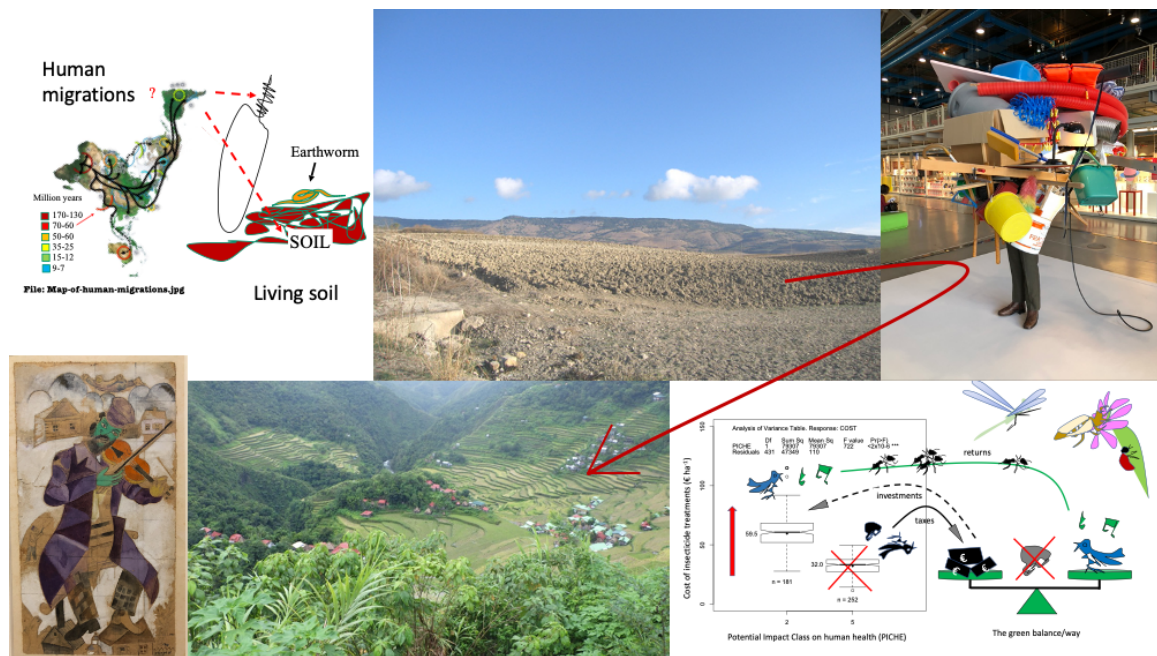 Human
migrations
?
Earthworm
Million years
170-130
70-60
50-60
35-25
15-12
9-7
SOIL
File: Map-of-human-migrations.jpg
Living soil
Analysis of Variance Table. Response: COST
Df Sum Sq Mean Sq F value Pr(>F)
PICHE 1 79307 79307 722 <2x10-6 ***
Residuals 431 47349 110
returns
investments
taxes
59.5
32.0
n = 181
n = 252
€
€
€
Cost of insecticide treatments (€ ha⁻¹)
0
50
100
150
2
5
Potential Impact Class on human health (PICHE)
The green balance/way